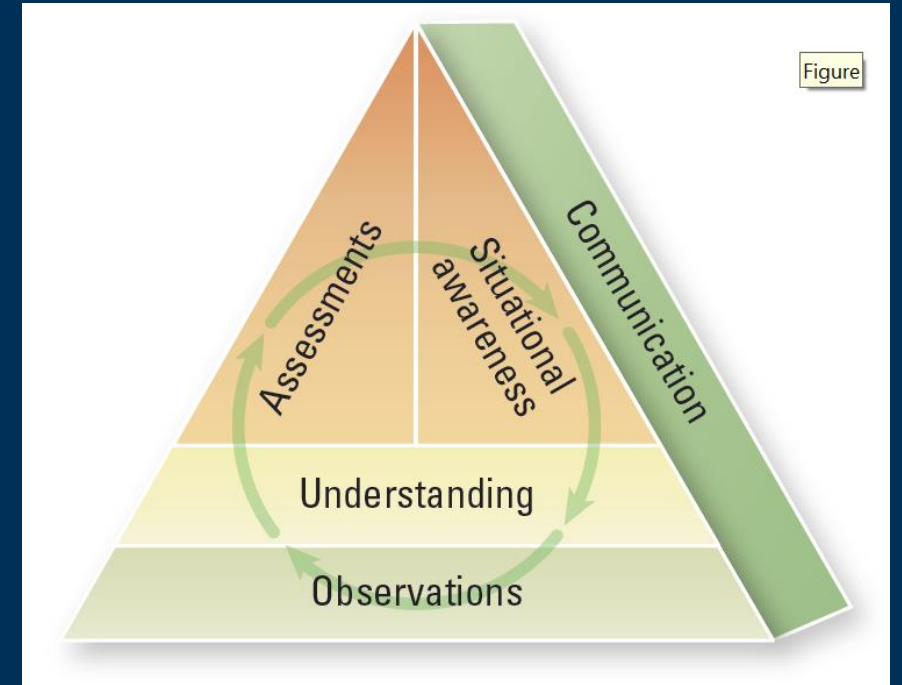 Figure
Assessments
Situational
awareness
Communication
Understanding
Observations